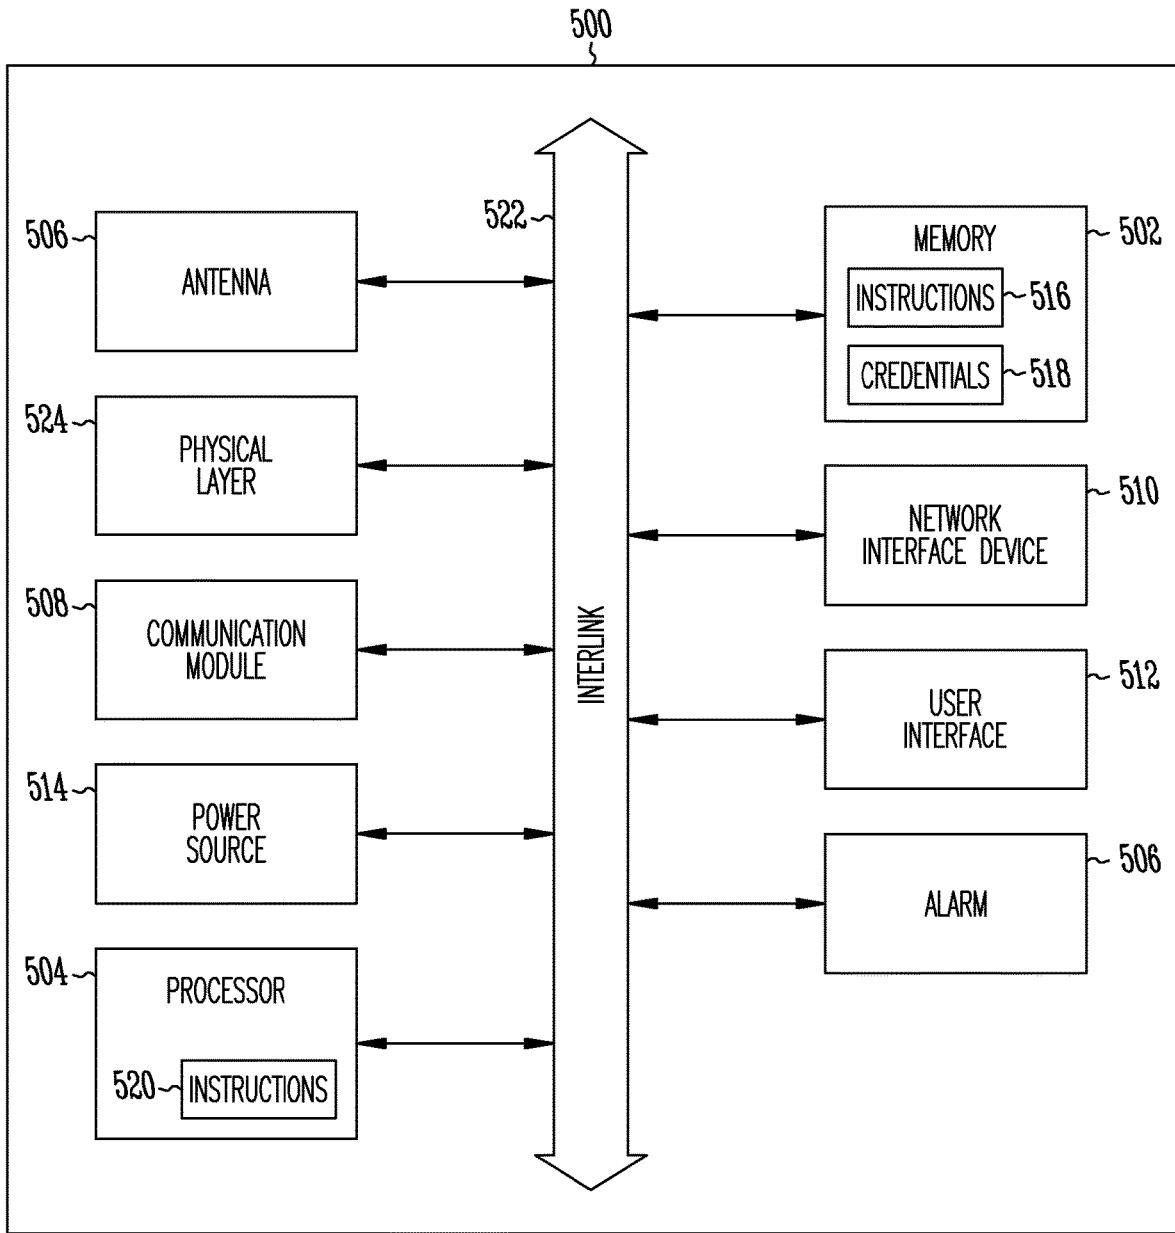 500
522
506
ANTENNA
524
PHYSICAL
LAYER
508
COMMUNICATION
MODULE
514
POWER
SOURCE
504
PROCESSOR
520
INSTRUCTIONS
INTERLINK
502
MEMORY
INSTRUCTIONS
516
CREDENTIALS
518
510
NETWORK
INTERFACE DEVICE
512
USER
INTERFACE
506
ALARM